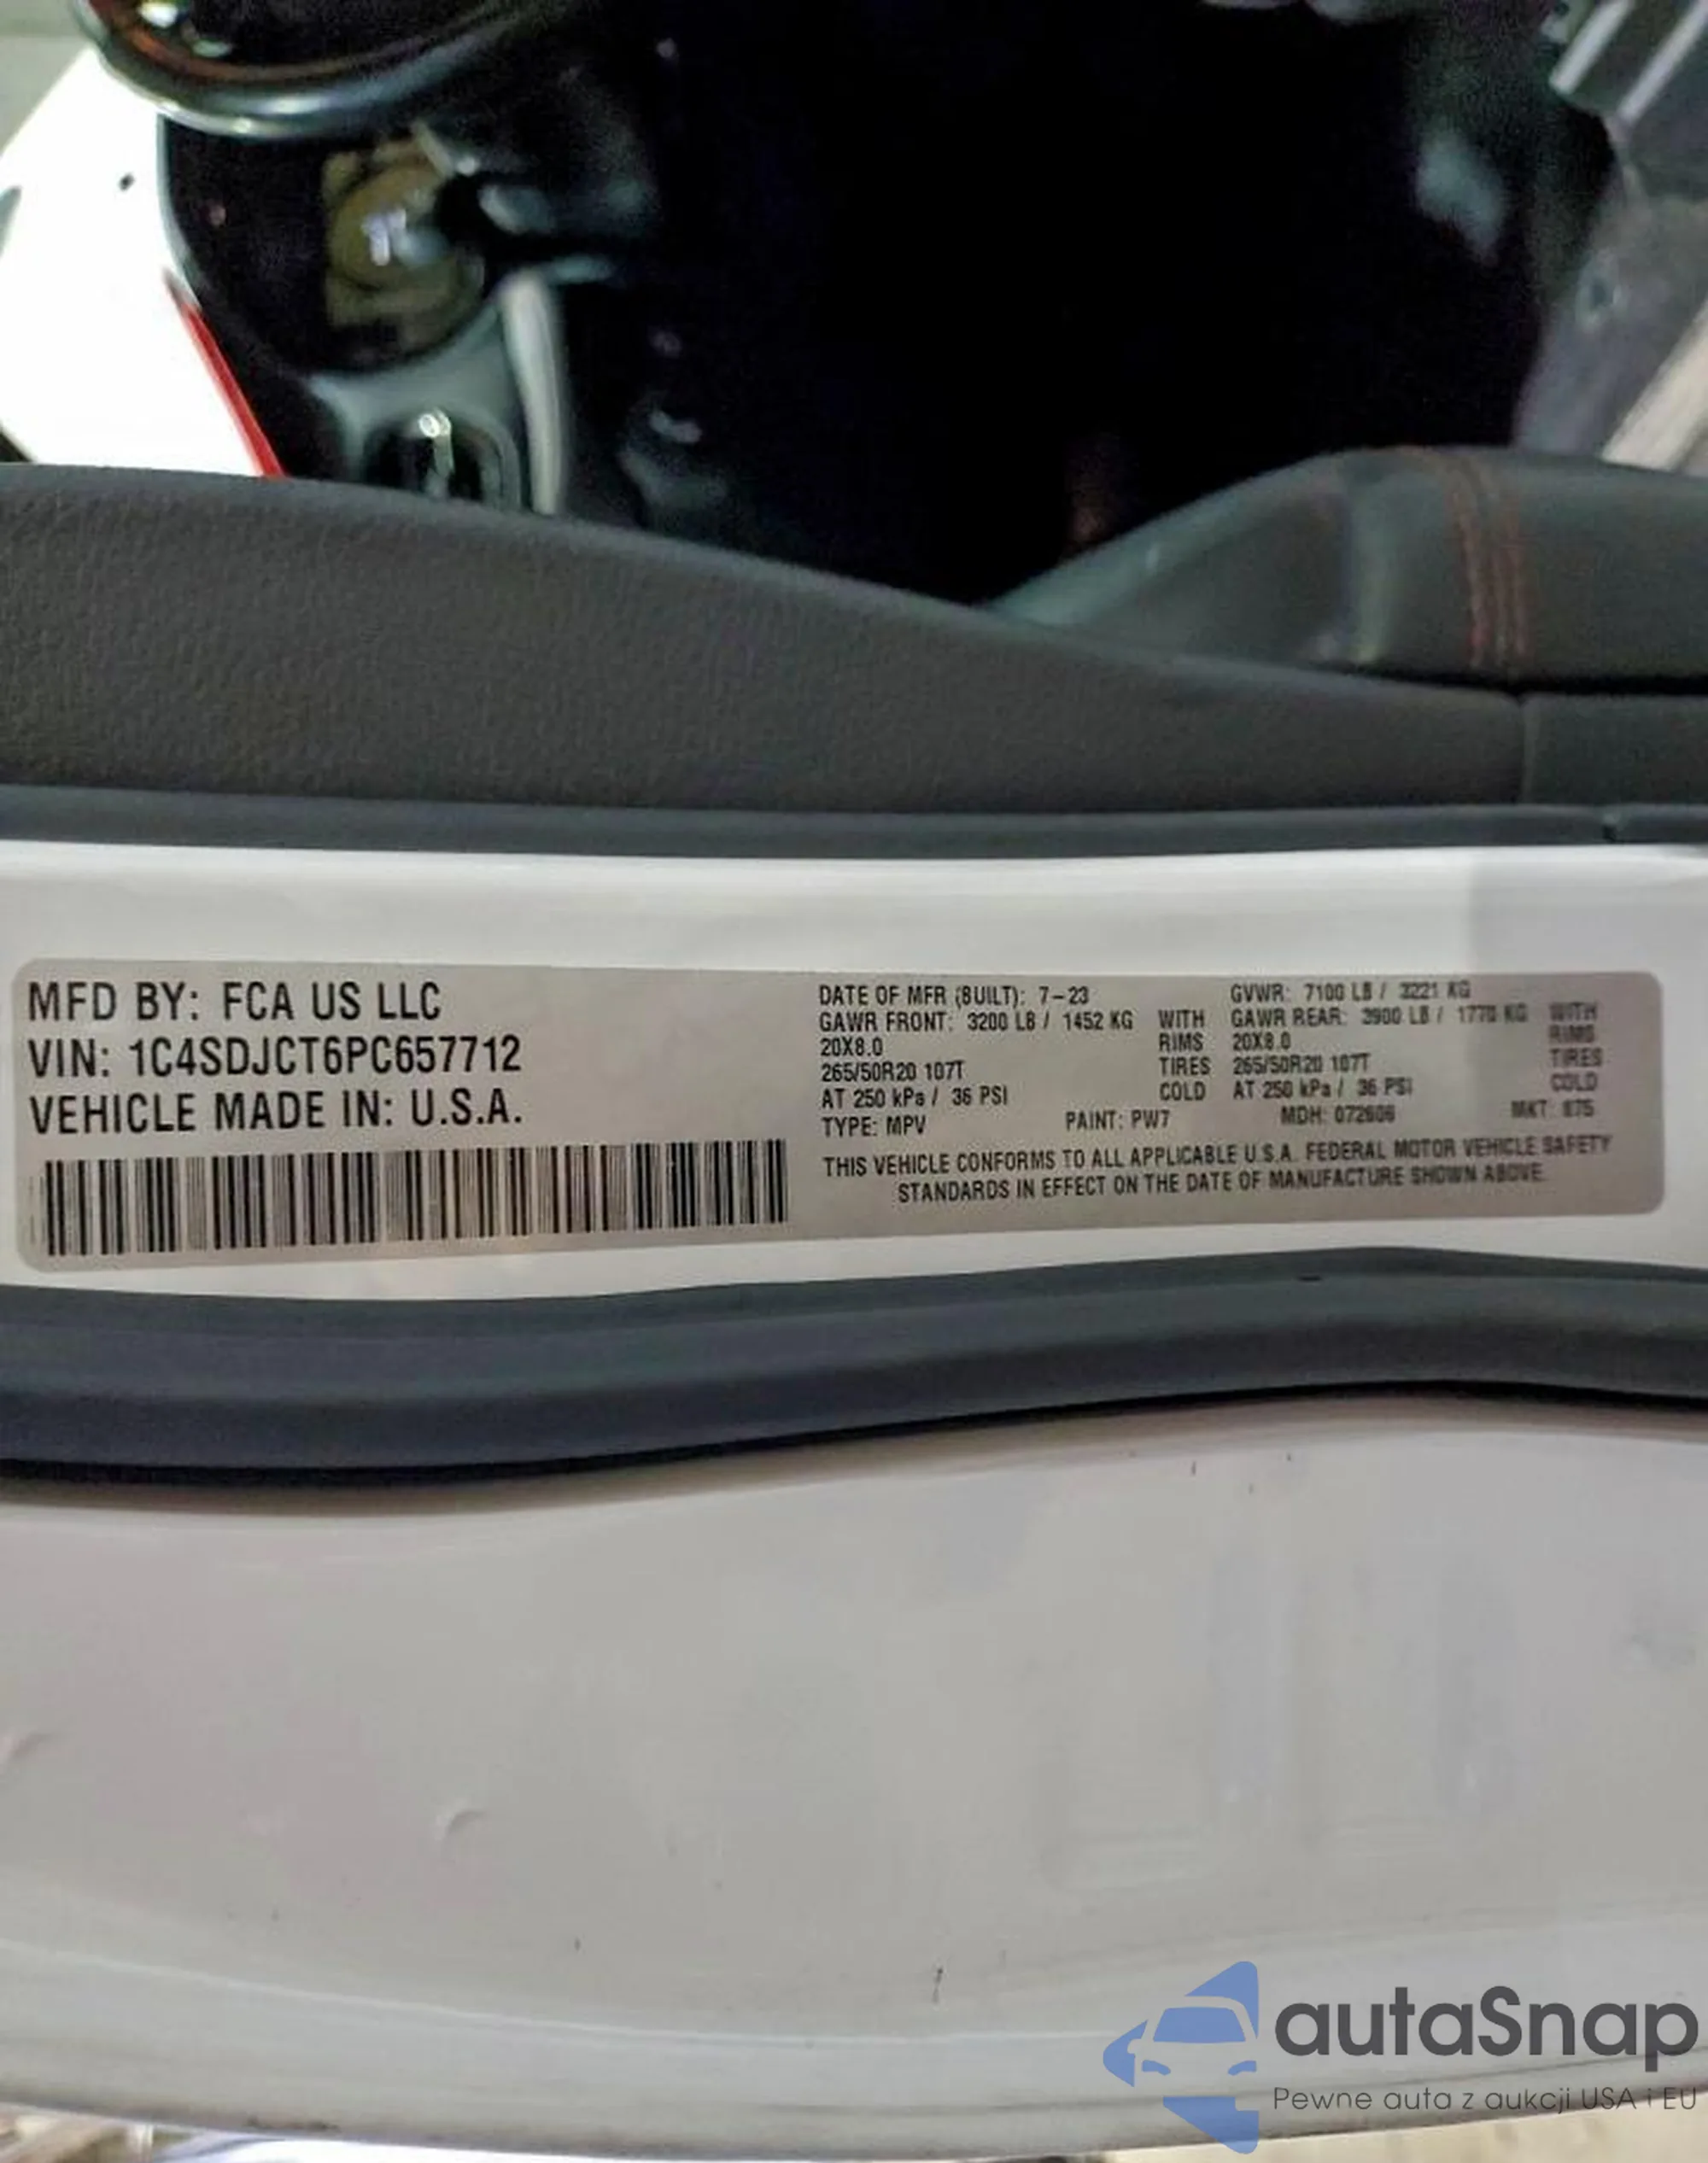 MFD BY: FCA US LLC
VIN: 1C4SDJCT6PC657712
VEHICLE MADE IN: U.S.A.
DATE OF MFR (BUILT): 7-23
GVWR: 7100 LB / 3221 KG
GAWR FRONT: 3200 LB / 1452 KG WITH
GAWR REAR: 3900 LB / 1770 KG WITH
20X8.0 RIMS 20X8.0 RIMS
265/50R20 107T TIRES 265/50R20 107T TIRES
AT 250 kPa / 36 PSI COLD AT 250 kPa / 36 PSI COLD
TYPE: MPV PAINT: PW7 MDH: 072606 MKT: 875
THIS VEHICLE CONFORMS TO ALL APPLICABLE U.S.A. FEDERAL MOTOR VEHICLE SAFETY
STANDARDS IN EFFECT ON THE DATE OF MANUFACTURE SHOWN ABOVE.
autaSnap
Pewne auta z aukcji USA i EU